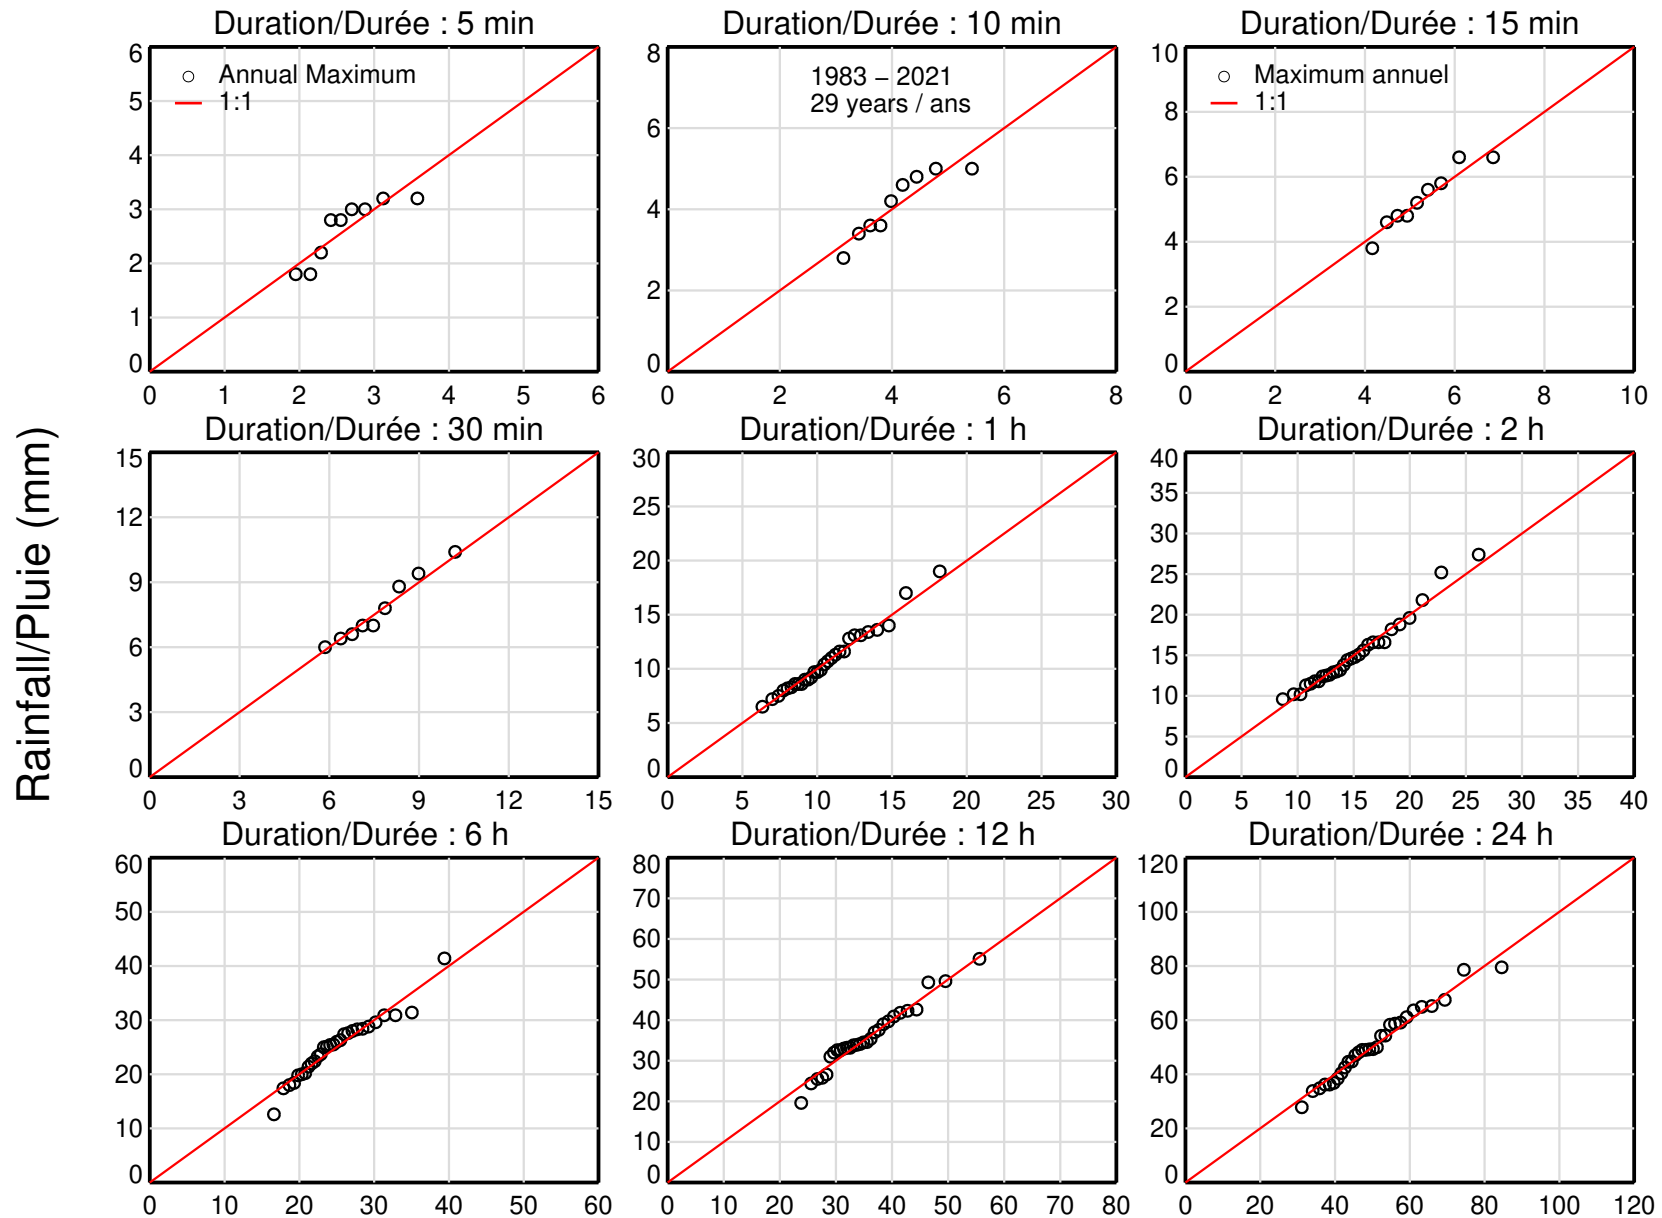 Rainfall/Pluie (mm)
Duration/Durée : 5 min
6
5
4
3
2
1
0
0 1 2 3 4 5 6
Annual Maximum
1:1
Duration/Durée : 10 min
8
6
4
2
0
0 2 4 6 8
1983 – 2021
29 years / ans
Duration/Durée : 15 min
10
8
6
4
2
0
0 2 4 6 8 10
Maximum annuel
1:1
Duration/Durée : 30 min
15
12
9
6
3
0
0 3 6 9 12 15
Duration/Durée : 1 h
30
25
20
15
10
5
0
0 5 10 15 20 25 30
Duration/Durée : 2 h
40
35
30
25
20
15
10
5
0
0 5 10 15 20 25 30 35 40
Duration/Durée : 6 h
60
50
40
30
20
10
0
0 10 20 30 40 50 60
Duration/Durée : 12 h
80
70
60
50
40
30
20
10
0
0 10 20 30 40 50 60 70 80
Duration/Durée : 24 h
120
100
80
60
40
20
0
0 20 40 60 80 100 120